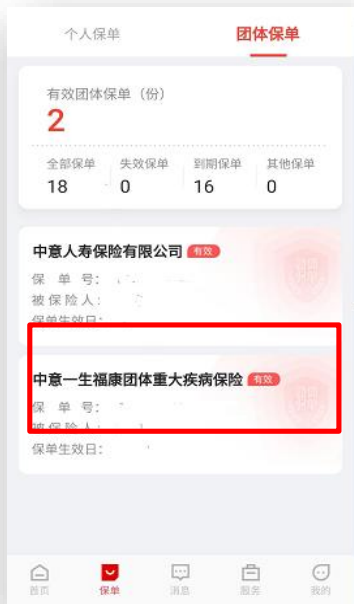 个人保单
团体保单
有效团体保单（份）
2
全部保单 失效保单 到期保单 其他保单
18 0 16 0
中意人寿保险有限公司 有效
保 单 号：
被保险人：
保单生效日：
中意一生福康团体重大疾病保险 有效
保 单 号：
被保险人：
保单生效日：
首页 保单 消息 服务 我的